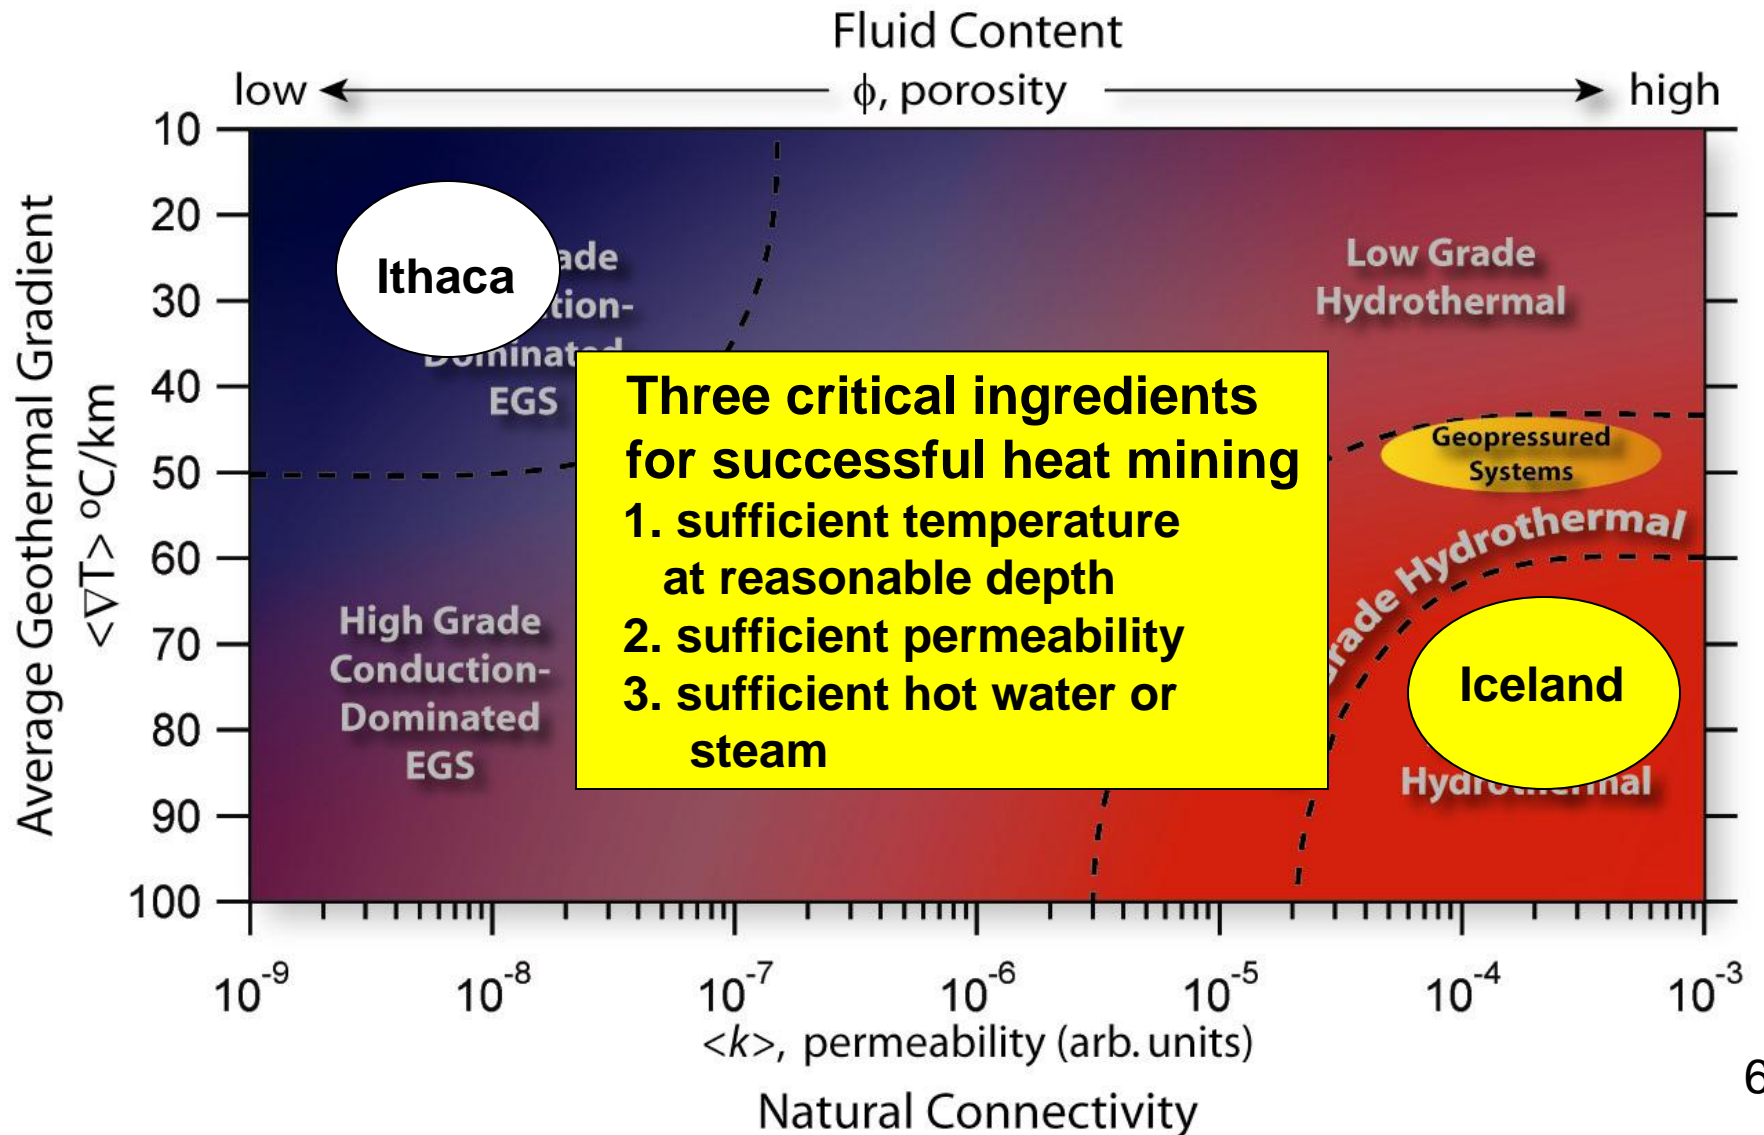 Fluid Content
low
ϕ, porosity
high
Average Geothermal Gradient
<∇T> ºC/km
10
20
30
40
50
60
70
80
90
100
Ithaca
EGS
Low Grade
Hydrothermal
Three critical ingredients
for successful heat mining
1. sufficient temperature
at reasonable depth
2. sufficient permeability
3. sufficient hot water or
steam
Geopressured
Systems
Hydrothermal
High Grade
Conduction-
Dominated
EGS
Iceland
10-9
10-8
10-7
10-6
10-5
10-4
10-3
<k>, permeability (arb. units)
Natural Connectivity
6